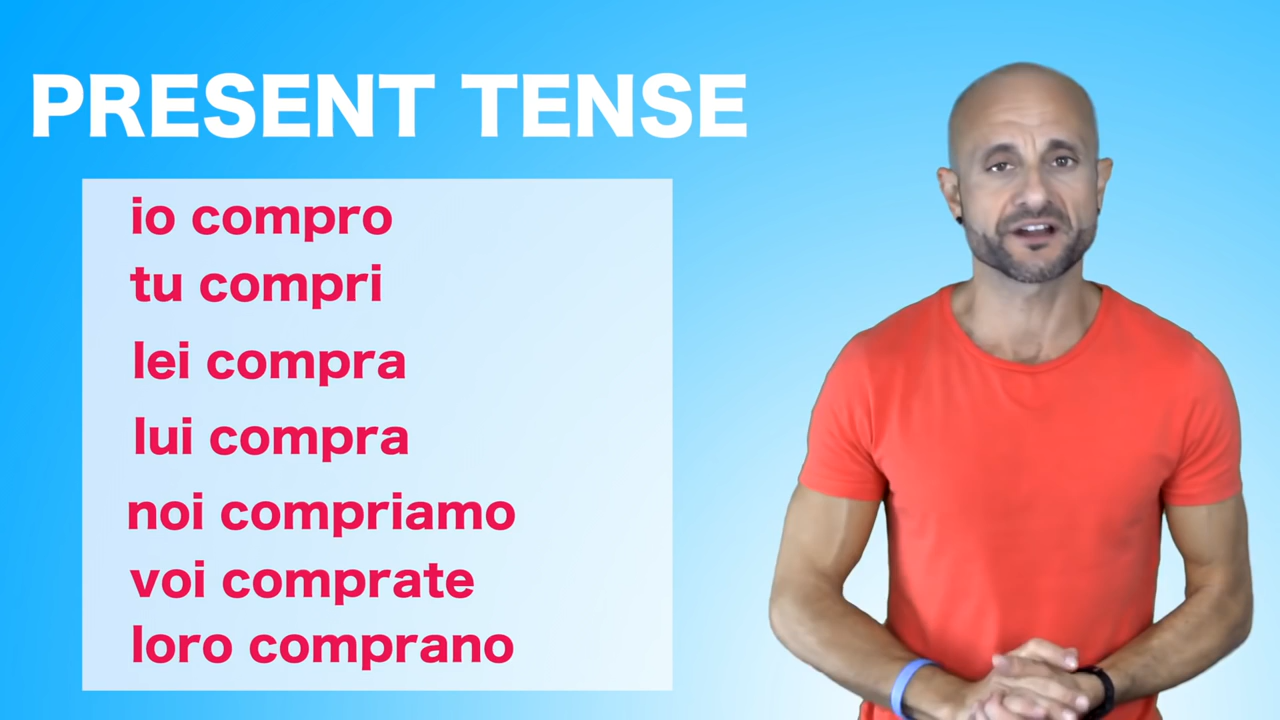 PRESENT TENSE
io compro
tu compri
lei compra
lui compra
noi compriamo
voi comprate
loro comprano